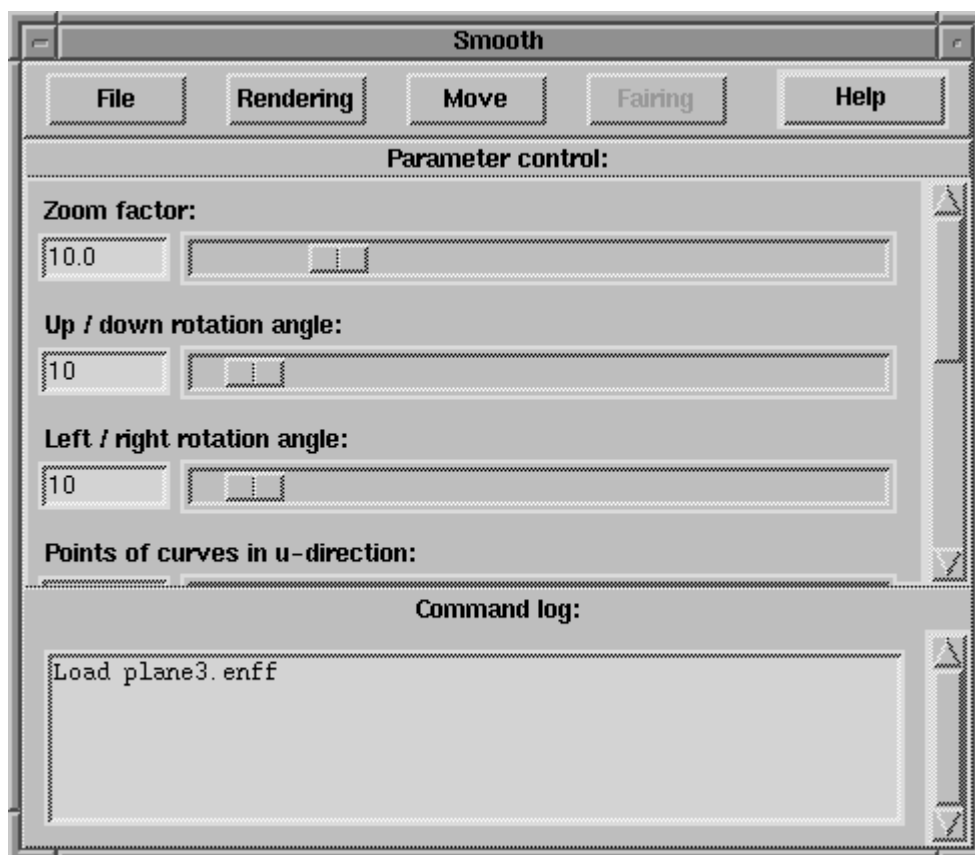 Smooth
File Rendering Move Fairing Help
Parameter control:
Zoom factor:
10.0
Up / down rotation angle:
10
Left / right rotation angle:
10
Points of curves in u-direction:
Command log:
Load plane3.enff